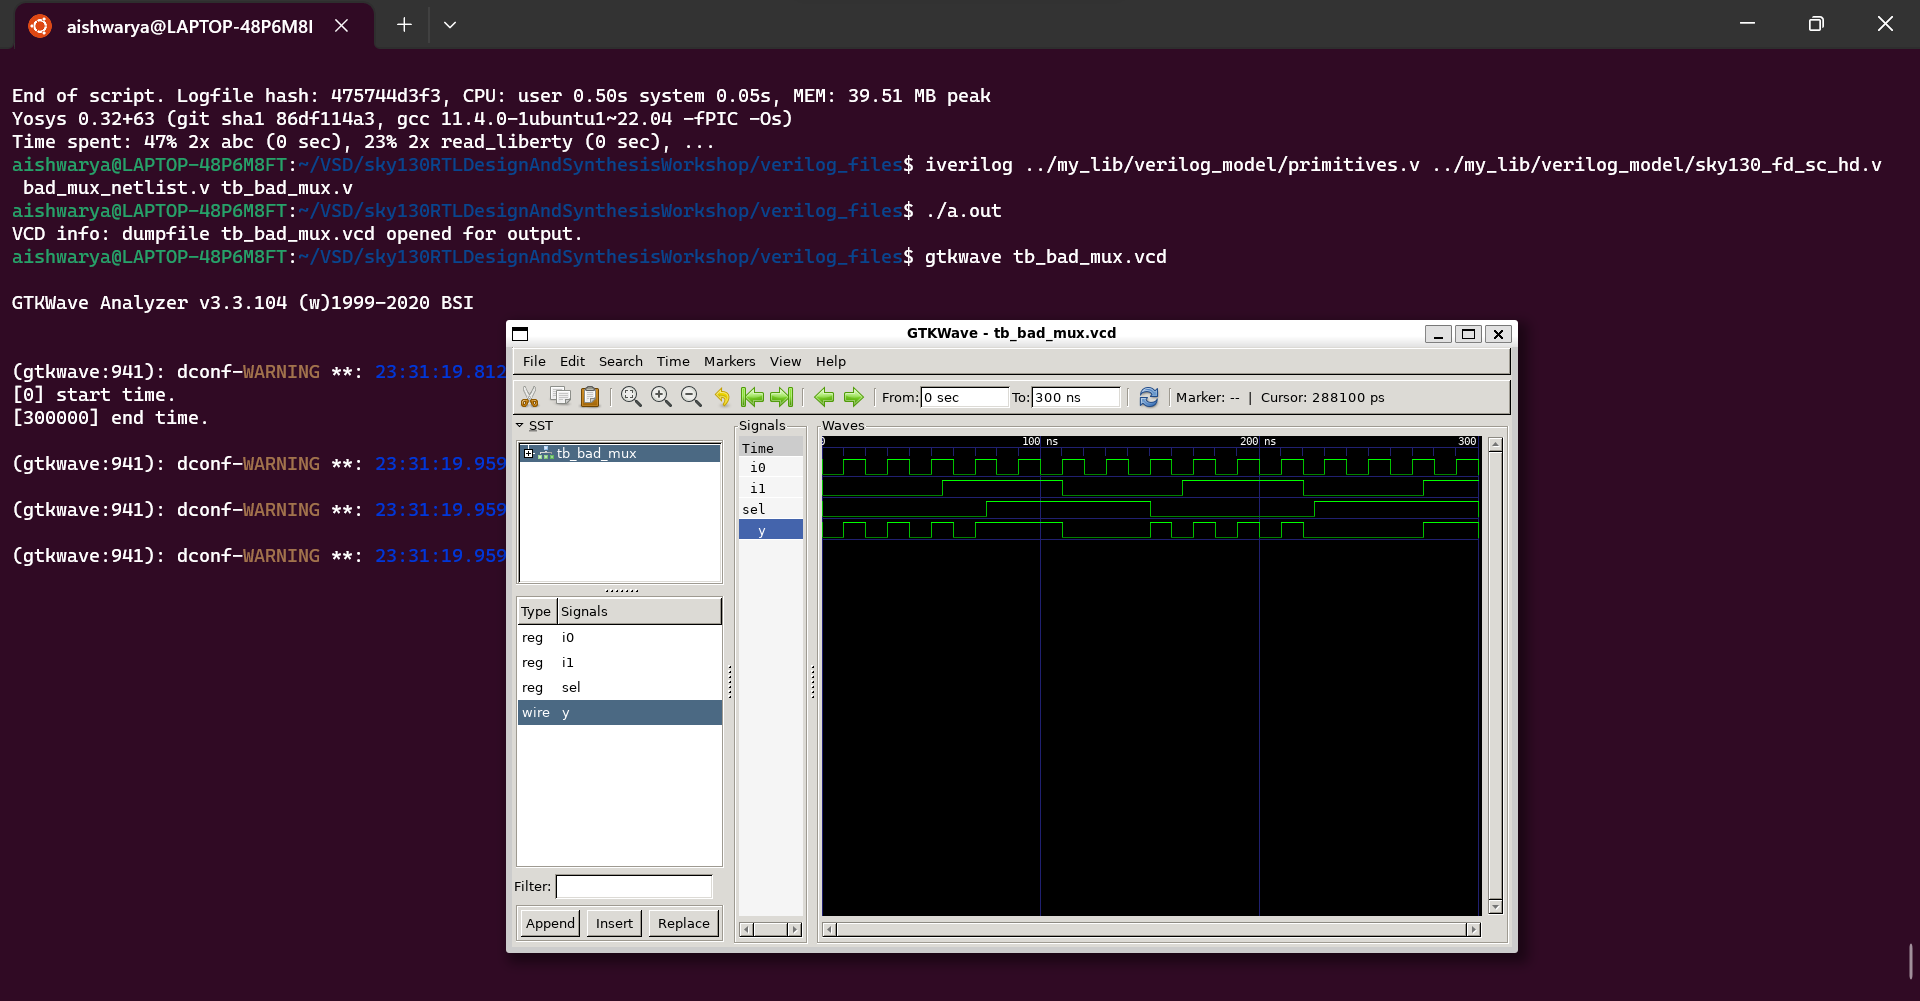 aishwarya@LAPTOP-48P6M8I
End of script. Logfile hash: 475744d3f3, CPU: user 0.50s system 0.05s, MEM: 39.51 MB peak
Yosys 0.32+63 (git sha1 86df114a3, gcc 11.4.0-1ubuntu1~22.04 -fPIC -Os)
Time spent: 47% 2x abc (0 sec), 23% 2x read_liberty (0 sec), ...
aishwarya@LAPTOP-48P6M8FT:~/VSD/sky130RTLDesignAndSynthesisWorkshop/verilog_files$ iverilog ../my_lib/verilog_model/primitives.v ../my_lib/verilog_model/sky130_fd_sc_hd.v
bad_mux_netlist.v tb_bad_mux.v
aishwarya@LAPTOP-48P6M8FT:~/VSD/sky130RTLDesignAndSynthesisWorkshop/verilog_files$ ./a.out
VCD info: dumpfile tb_bad_mux.vcd opened for output.
aishwarya@LAPTOP-48P6M8FT:~/VSD/sky130RTLDesignAndSynthesisWorkshop/verilog_files$ gtkwave tb_bad_mux.vcd
GTKWave Analyzer v3.3.104 (w)1999-2020 BSI
(gtkwave:941): dconf-WARNING **: 23:31:19.812
[0] start time.
[300000] end time.
(gtkwave:941): dconf-WARNING **: 23:31:19.959
(gtkwave:941): dconf-WARNING **: 23:31:19.959
(gtkwave:941): dconf-WARNING **: 23:31:19.959
GTKWave - tb_bad_mux.vcd
File Edit Search Time Markers View Help
From: 0 sec To: 300 ns Marker: -- | Cursor: 288100 ps
SST
tb_bad_mux
Type Signals
reg i0
reg i1
reg sel
wire y
Filter:
Append Insert Replace
Signals
Time
i0
i1
sel
y
Waves
0 100 ns 200 ns 300